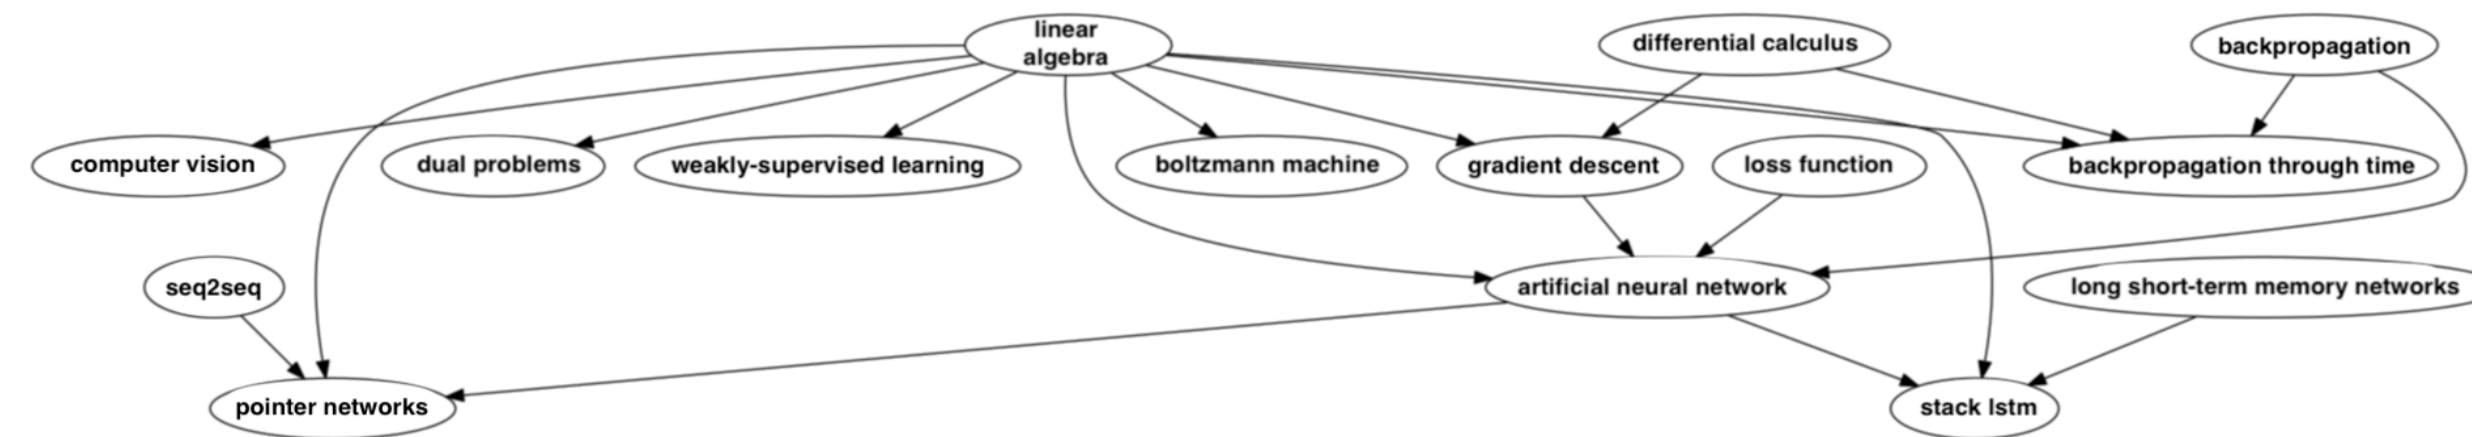 linear
algebra
differential calculus
backpropagation
computer vision
dual problems
weakly-supervised learning
boltzmann machine
gradient descent
loss function
backpropagation through time
seq2seq
artificial neural network
long short-term memory networks
pointer networks
stack lstm